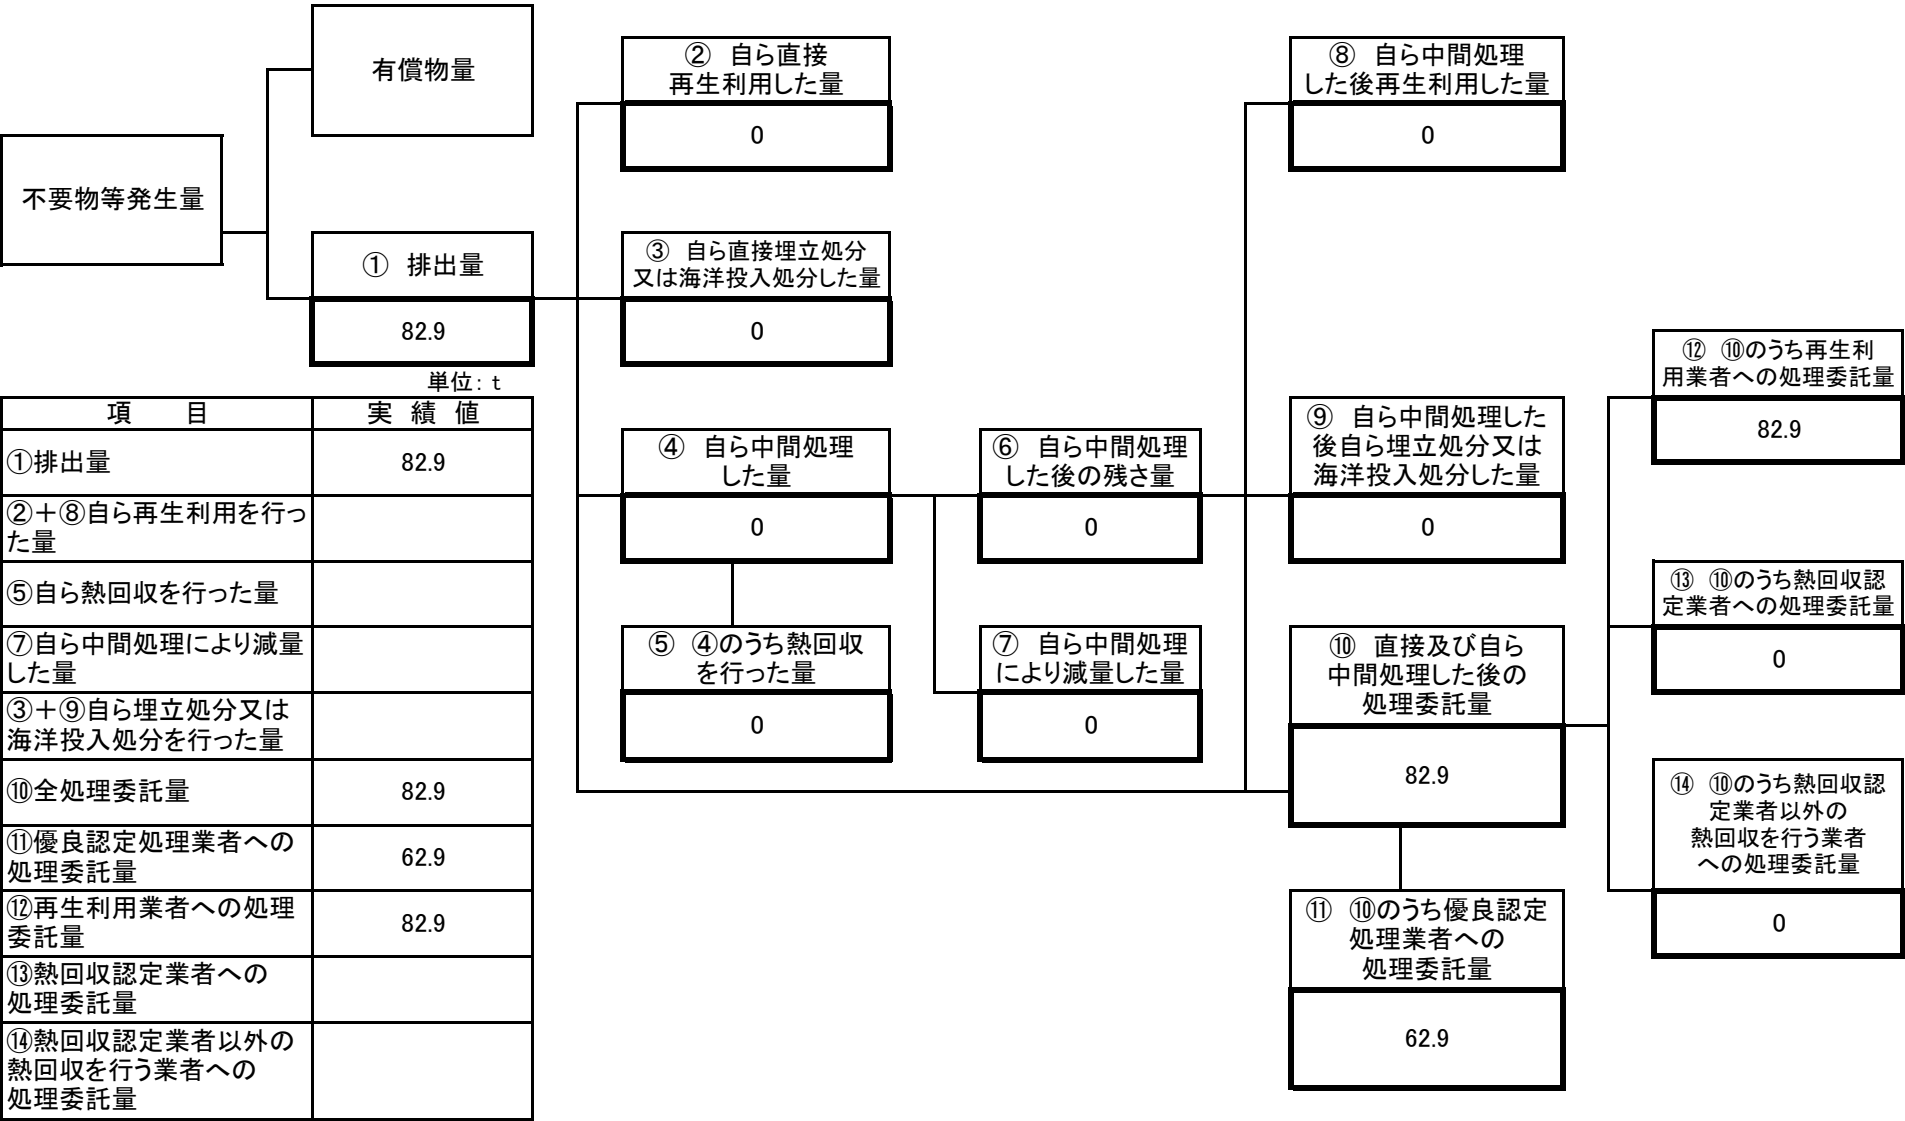 有償物量
不要物等発生量
① 排出量
82.9
② 自ら直接
再生利用した量
0
③ 自ら直接埋立処分
又は海洋投入処分した量
0
④ 自ら中間処理
した量
0
⑤ ④のうち熱回収
を行った量
0
⑥ 自ら中間処理
した後の残さ量
0
⑦ 自ら中間処理
により減量した量
0
⑧ 自ら中間処理
した後再生利用した量
0
⑨ 自ら中間処理した
後自ら埋立処分又は
海洋投入処分した量
0
⑩ 直接及び自ら
中間処理した後の
処理委託量
82.9
⑪ ⑩のうち優良認定
処理業者への
処理委託量
62.9
⑫ ⑩のうち再生利
用業者への処理委託量
82.9
⑬ ⑩のうち熱回収認
定業者への処理委託量
0
⑭ ⑩のうち熱回収認
定業者以外の
熱回収を行う業者
への処理委託量
0
単位：t
項 目 実 績 値
①排出量 82.9
②＋⑧自ら再生利用を行っ
た量
⑤自ら熱回収を行った量
⑦自ら中間処理により減量
した量
③＋⑨自ら埋立処分又は
海洋投入処分を行った量
⑩全処理委託量 82.9
⑪優良認定処理業者への
処理委託量 62.9
⑫再生利用業者への処理
委託量 82.9
⑬熱回収認定業者への
処理委託量
⑭熱回収認定業者以外の
熱回収を行う業者への
処理委託量